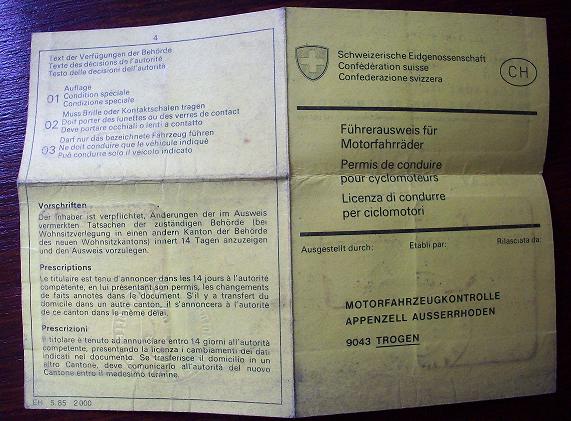 4
Text der Verfügungen der Behörde
Texte des décisions de l'autorité
Testo delle decisioni dell'autorità
Auflage
01 Condition spéciale
Condizione speciale
Muss Brille oder Kontaktschalen tragen
02 Doit porter des lunettes ou des verres de contact
Deve portare occhiali o lenti a contatto
Darf nur das bezeichnete Fahrzeug führen
03 Ne doit conduire que le véhicule indiqué
Può condurre solo il veicolo indicato
Vorschriften
Der Inhaber ist verpflichtet, Änderungen der im Ausweis
vermerkten Tatsachen der zuständigen Behörde (bei
Wohnsitzverlegung in einen andern Kanton der Behörde
des neuen Wohnsitzkantons) innert 14 Tagen anzuzeigen
und den Ausweis vorzulegen.
Prescriptions
Le titulaire est tenu d'annoncer dans les 14 jours à l'autorité
compétente, en lui présentant son permis, les changements
de faits annotés dans le document. S'il y a transfert du
domicile dans un autre canton, il s'annoncera à l'autorité
de ce canton dans le même délai.
Prescrizioni
Il titolare è tenuto ad annunciare entro 14 giorni all'autorità
competente, presentando la licenza i cambiamenti dei dati
indicati nel documento. Se trasferisce il domicilio in un
altro Cantone, deve comunicarlo all'autorità del nuovo
Cantone entro il medesimo termine.
EH 5.85 2000
Schweizerische Eidgenossenschaft
Confédération suisse
Confederazione svizzera
CH
Führerausweis für
Motorfahrräder
Permis de conduire
pour cyclomoteurs
Licenza di condurre
per ciclomotori
Ausgestellt durch: Etabli par: Rilasciata da:
MOTORFAHRZEUGKONTROLLE
APPENZELL AUSSERRHODEN
9043 TROGEN